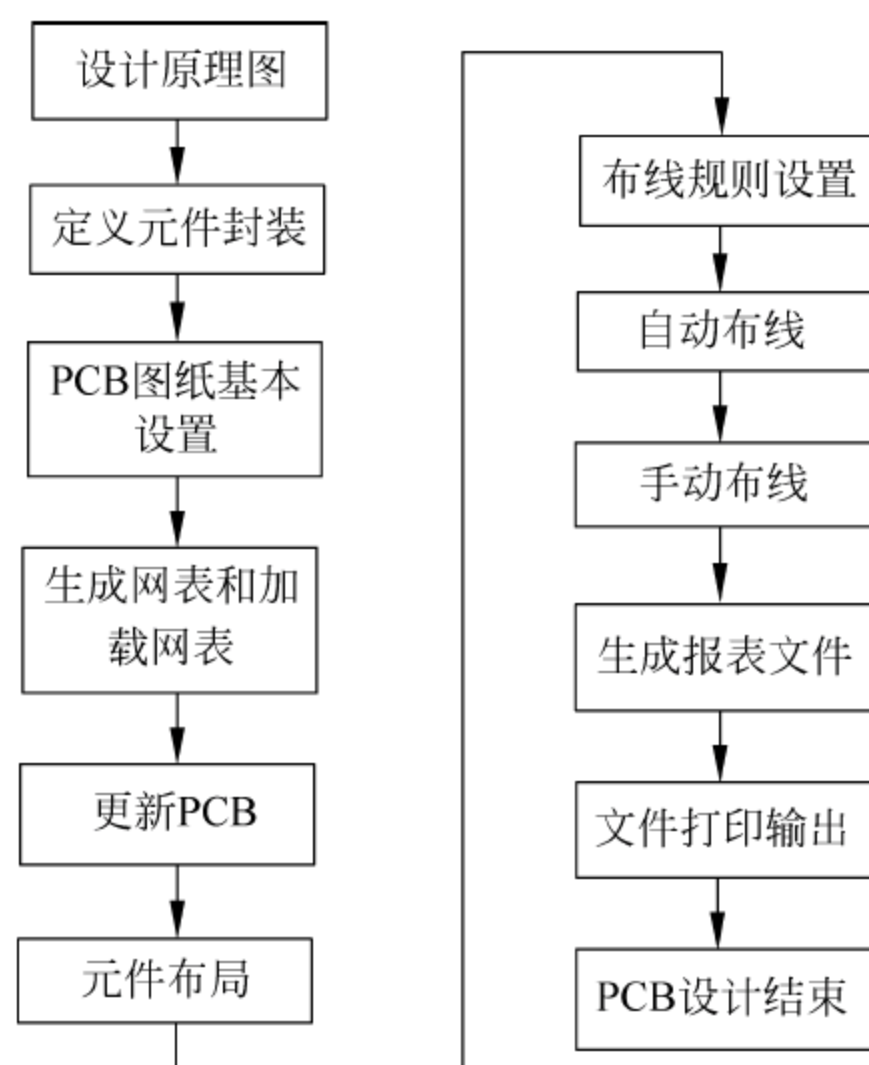 设计原理图
定义元件封装
PCB图纸基本
设置
生成网表和加
载网表
更新PCB
元件布局
布线规则设置
自动布线
手动布线
生成报表文件
文件打印输出
PCB设计结束